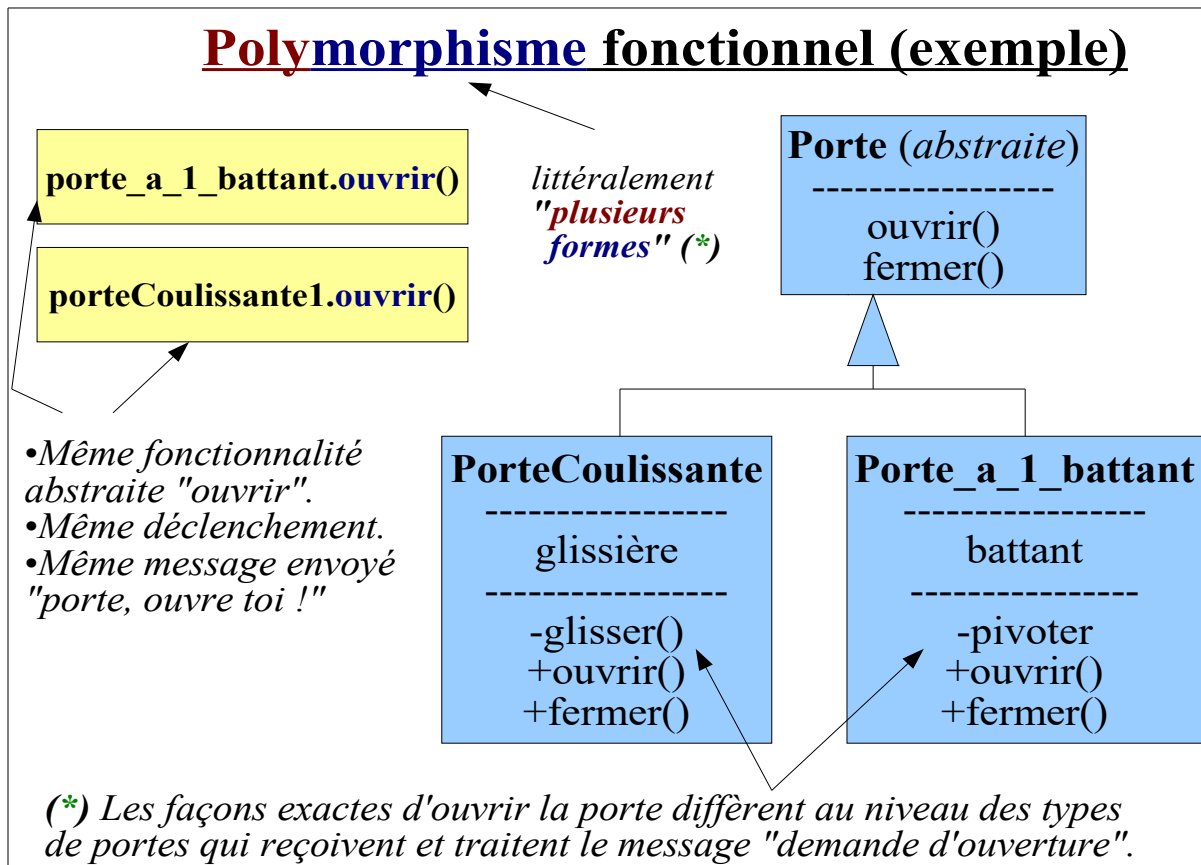 Polymorphisme fonctionnel (exemple)
porte_a_1_battant.ouvrir()
porteCoulissante1.ouvrir()
littéralement
"plusieurs
formes" (*)
Porte (abstraite)
-----------------
ouvrir()
fermer()
•Même fonctionnalité
abstraite "ouvrir".
•Même déclenchement.
•Même message envoyé
"porte, ouvre toi !"
PorteCoulissante
-----------------
glissière
-----------------
-glisser()
+ouvrir()
+fermer()
Porte_a_1_battant
-----------------
battant
----------------
-pivoter
+ouvrir()
+fermer()
(*) Les façons exactes d'ouvrir la porte diffèrent au niveau des types
de portes qui reçoivent et traitent le message "demande d'ouverture".